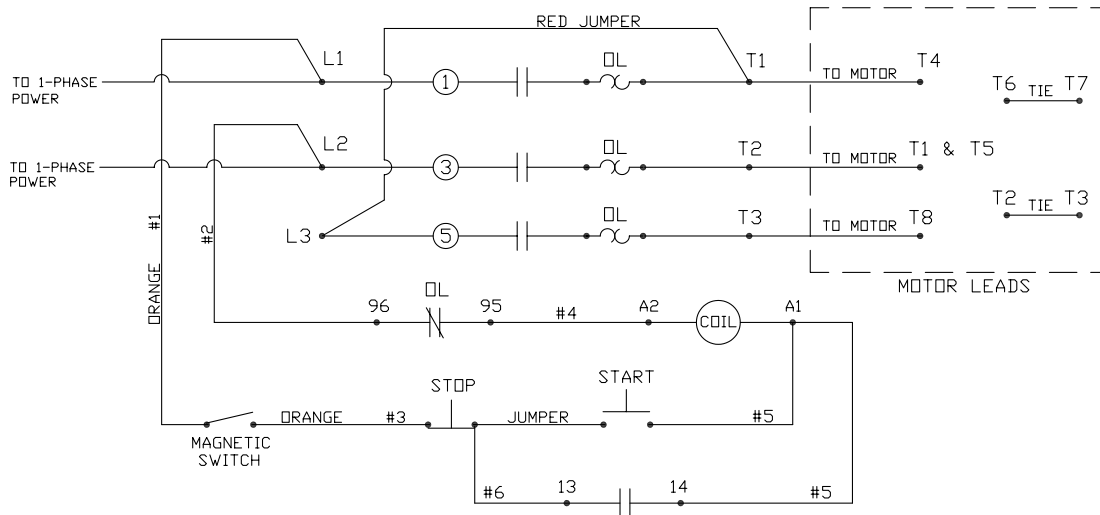 RED JUMPER
L1
OL
T1
T4
TO 1-PHASE
POWER
1
TO MOTOR
T6 TIE T7
L2
OL
T2
T1 & T5
TO 1-PHASE
POWER
3
TO MOTOR
T2 TIE T3
#1
#2
L3
5
OL
T3
TO MOTOR
T8
MOTOR LEADS
ORANGE
96
OL
95
#4
A2
COIL
A1
STOP
START
ORANGE
#3
JUMPER
#5
MAGNETIC
SWITCH
#6
13
14
#5